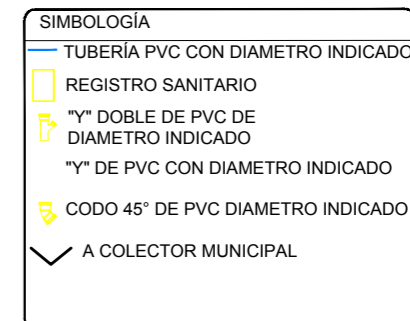 SIMBOLOGÍA
TUBERÍA PVC CON DIAMETRO INDICADO
REGISTRO SANITARIO
"Y" DOBLE DE PVC DE
DIAMETRO INDICADO
"Y" DE PVC CON DIAMETRO INDICADO
CODO 45° DE PVC DIAMETRO INDICADO
A COLECTOR MUNICIPAL